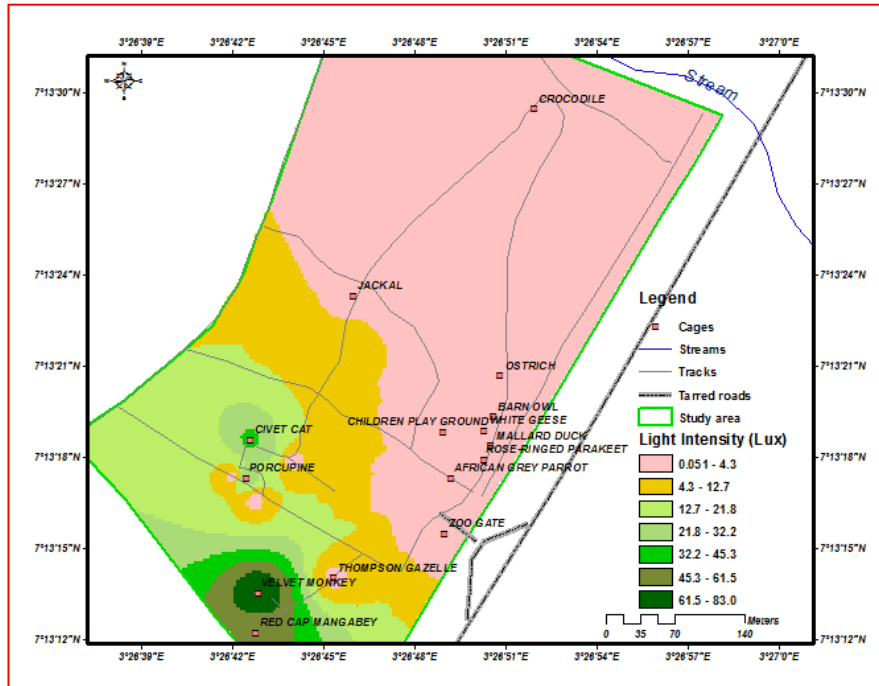 3°26'39"E 3°26'42"E 3°26'45"E 3°26'48"E 3°26'51"E 3°26'54"E 3°26'57"E 3°27'0"E
Stream
7°13'30"N 7°13'30"N
CROCODILE
7°13'27"N 7°13'27"N
7°13'24"N 7°13'24"N
JACKAL
Legend
Cages
Streams
Tracks
Tarred roads
Study area
Light Intensity (Lux)
0.051 - 4.3
4.3 - 12.7
12.7 - 21.8
21.8 - 32.2
32.2 - 45.3
45.3 - 61.5
61.5 - 83.0
7°13'21"N 7°13'21"N
OSTRICH
BARN OWL
CHILDREN PLAY GROUND WHITE GEESE
CIVET CAT
MALLARD DUCK
ROSE-RINGED PARAKEET
7°13'18"N 7°13'18"N
PORCUPINE
AFRICAN GREY PARROT
ZOO GATE
7°13'15"N 7°13'15"N
THOMPSON GAZELLE
VELVET MONKEY
RED CAP MANGABEY
7°13'12"N 7°13'12"N
Meters
0 35 70 140
3°26'39"E 3°26'42"E 3°26'45"E 3°26'48"E 3°26'51"E 3°26'54"E 3°26'57"E 3°27'0"E